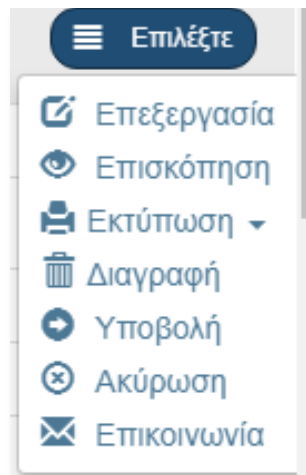 Επιλέξτε
Επεξεργασία
Επισκόπηση
Εκτύπωση
Διαγραφή
Υποβολή
Ακύρωση
Επικοινωνία